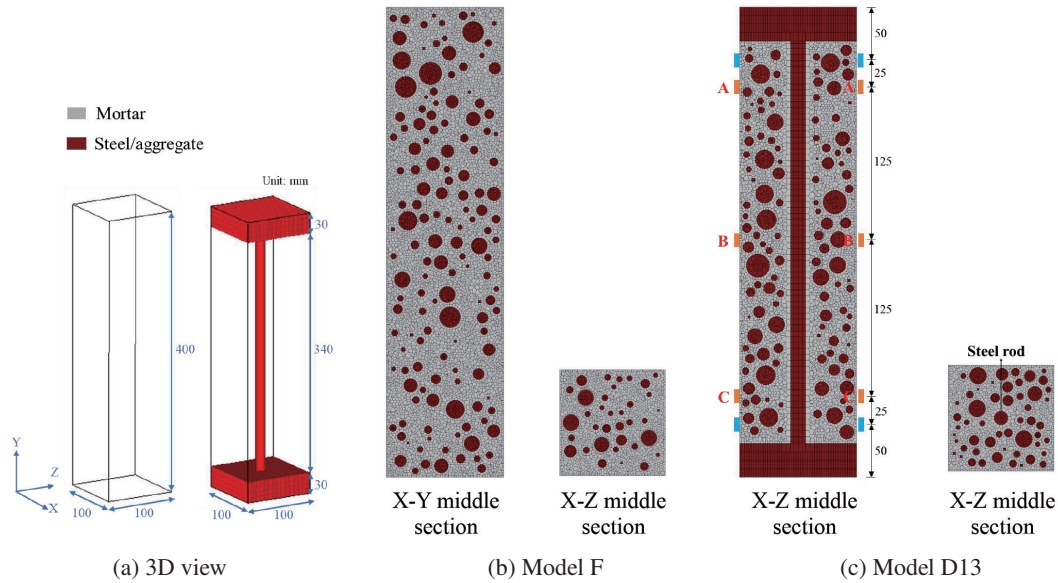 Mortar
Steel/aggregate
Unit: mm
30
400
340
30
Y
Z
X
100
100
100
100
(a) 3D view
X-Y middle
section
X-Z middle
section
(b) Model F
50
25
A
A
125
B
B
125
C
C
25
50
Steel rod
X-Z middle
section
X-Z middle
section
(c) Model D13